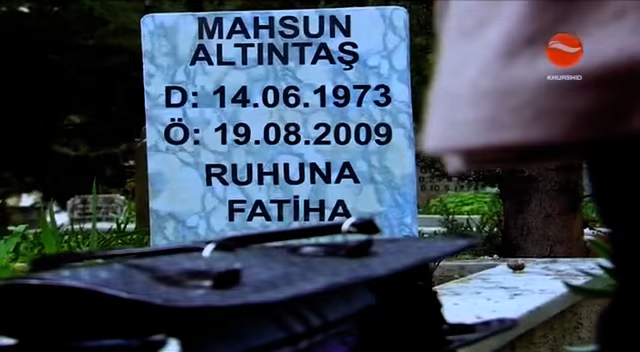 MAHSUN
ALTINTAŞ
D: 14.06.1973
Ö: 19.08.2009
RUHUNA
FATİHA
KHURSHID